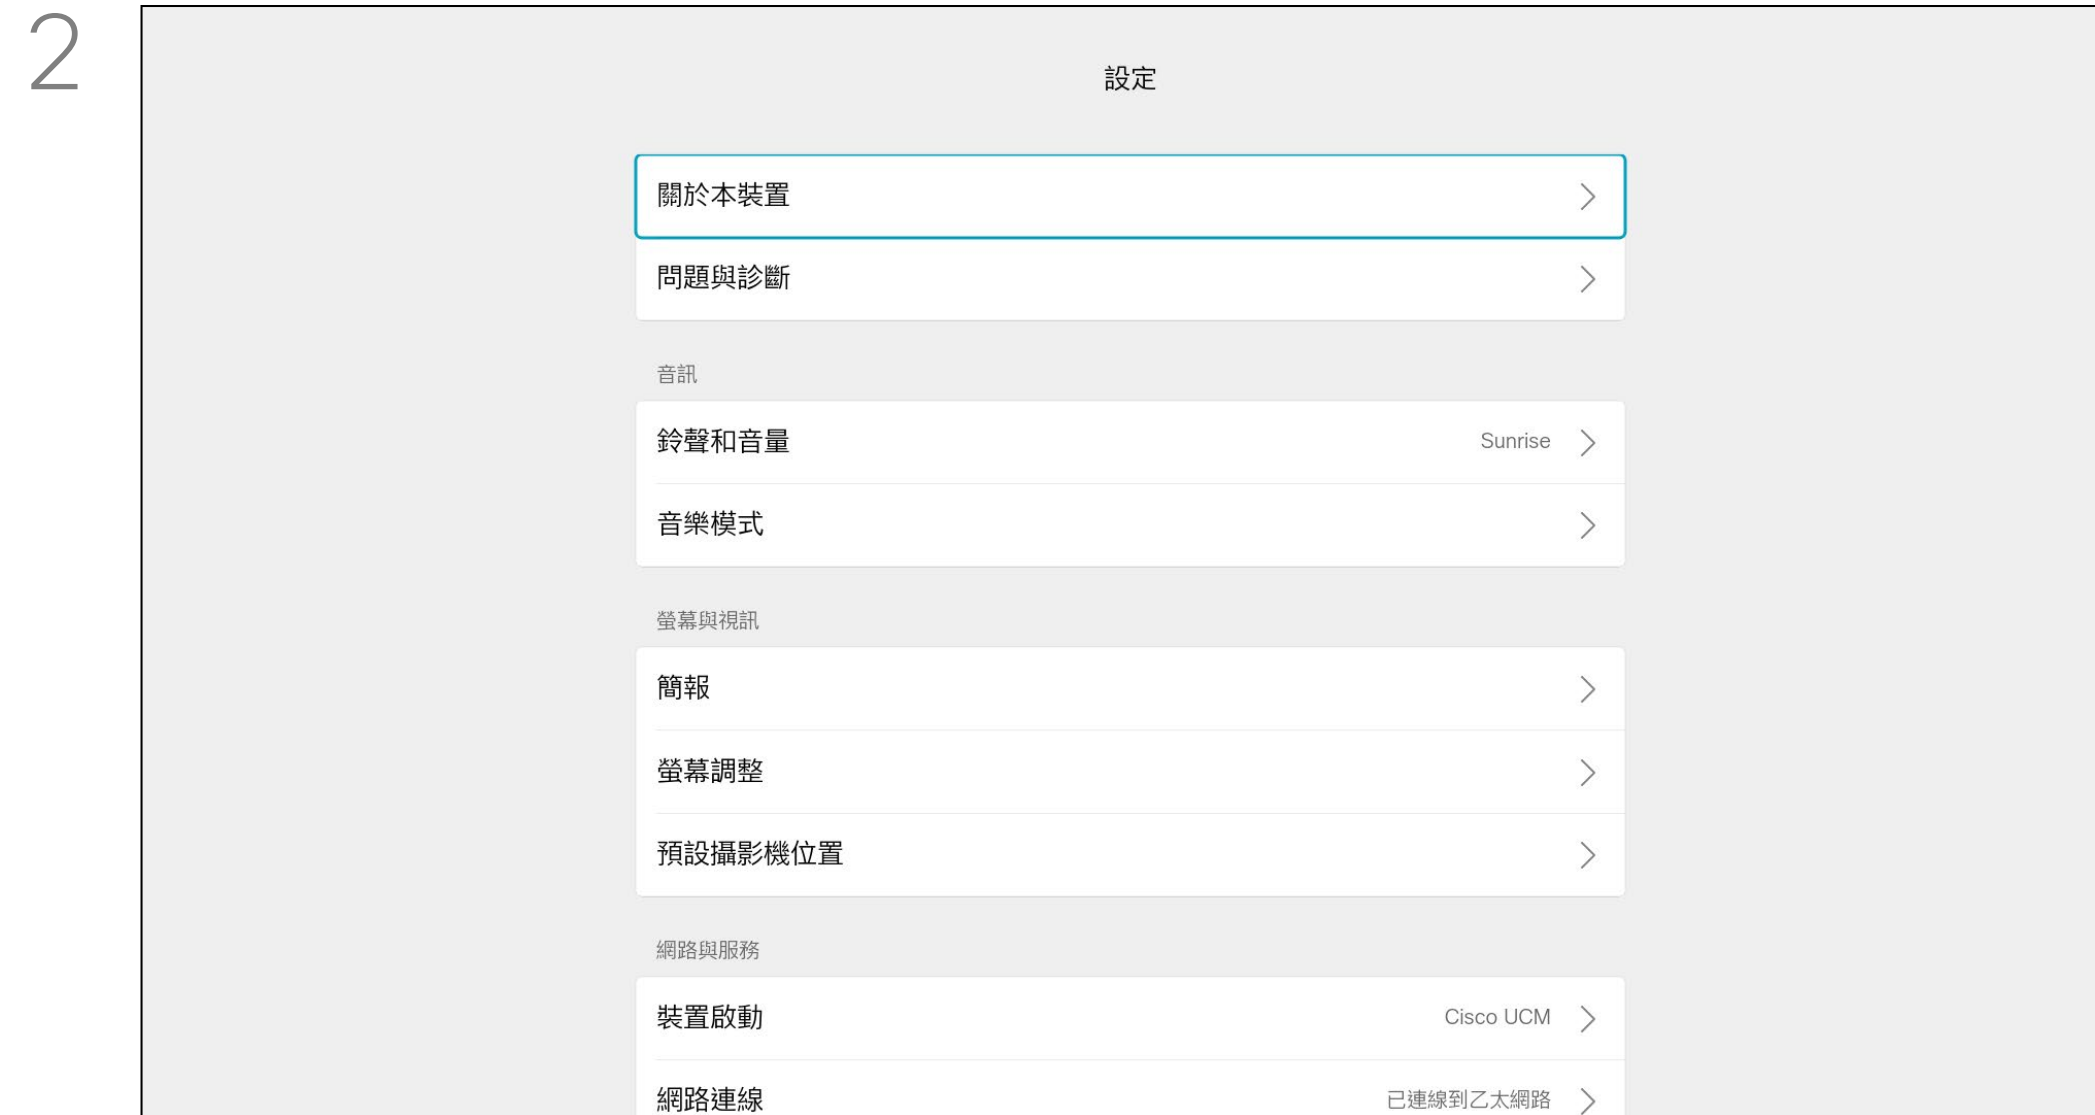 2
設定
關於本裝置
問題與診斷
音訊
鈴聲和音量 Sunrise
音樂模式
螢幕與視訊
簡報
螢幕調整
預設攝影機位置
網路與服務
裝置啟動 Cisco UCM
網路連線 已連線到乙太網路